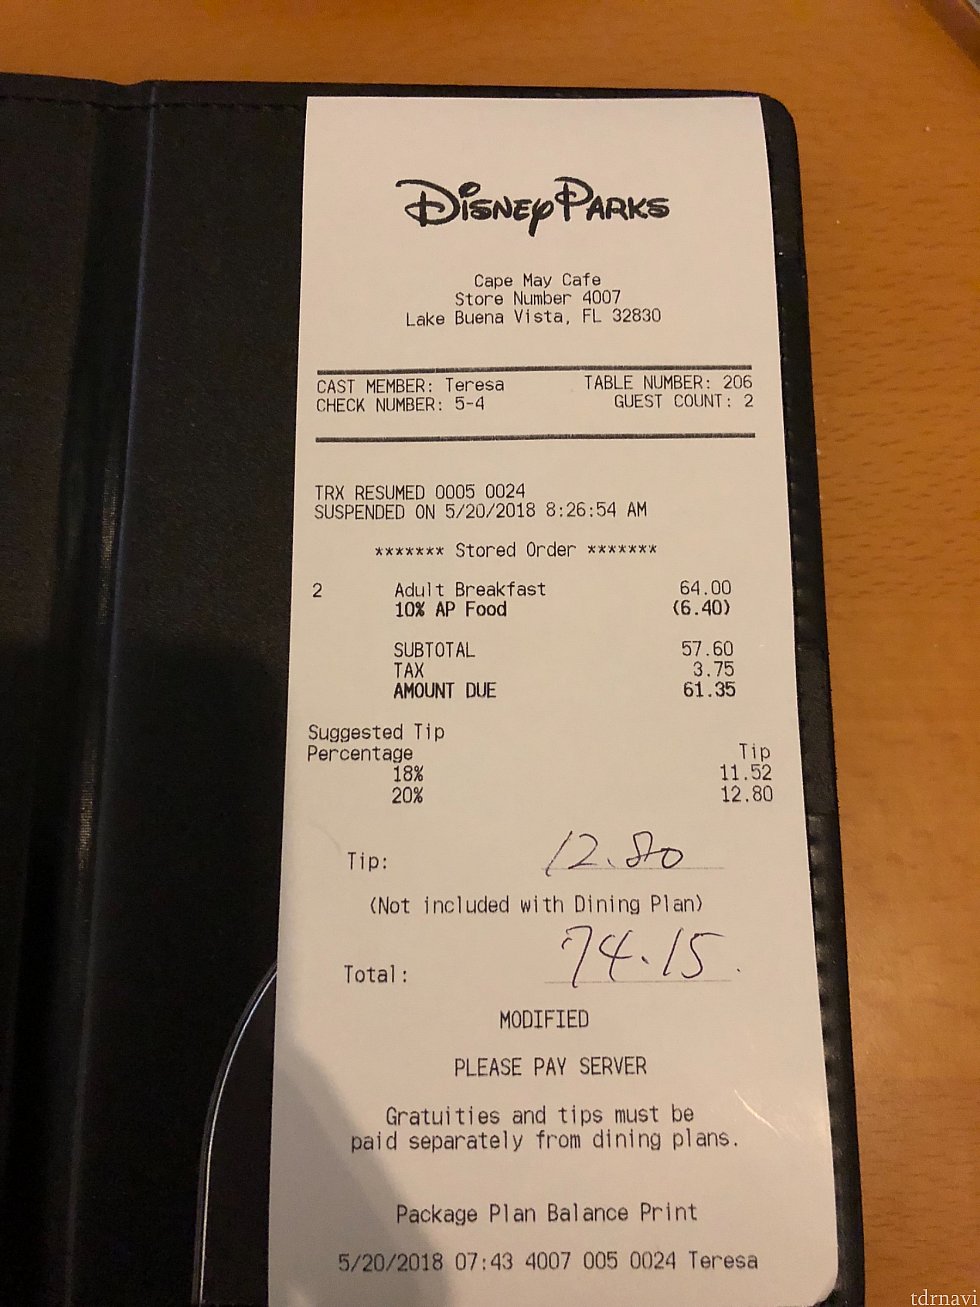 Disney Parks
Cape May Cafe
Store Number 4007
Lake Buena Vista, FL 32830
CAST MEMBER: Teresa TABLE NUMBER: 206
CHECK NUMBER: 5-4 GUEST COUNT: 2
TRX RESUMED 0005 0024
SUSPENDED ON 5/20/2018 8:26:54 AM
******* Stored Order *******
2 Adult Breakfast 64.00
10% AP Food (6.40)
SUBTOTAL 57.60
TAX 3.75
AMOUNT DUE 61.35
Suggested Tip
Percentage Tip
18% 11.52
20% 12.80
Tip: 12.80
(Not included with Dining Plan)
Total: 74.15
MODIFIED
PLEASE PAY SERVER
Gratuities and tips must be
paid separately from dining plans.
Package Plan Balance Print
5/20/2018 07:43 4007 005 0024 Teresa
tdrnavi